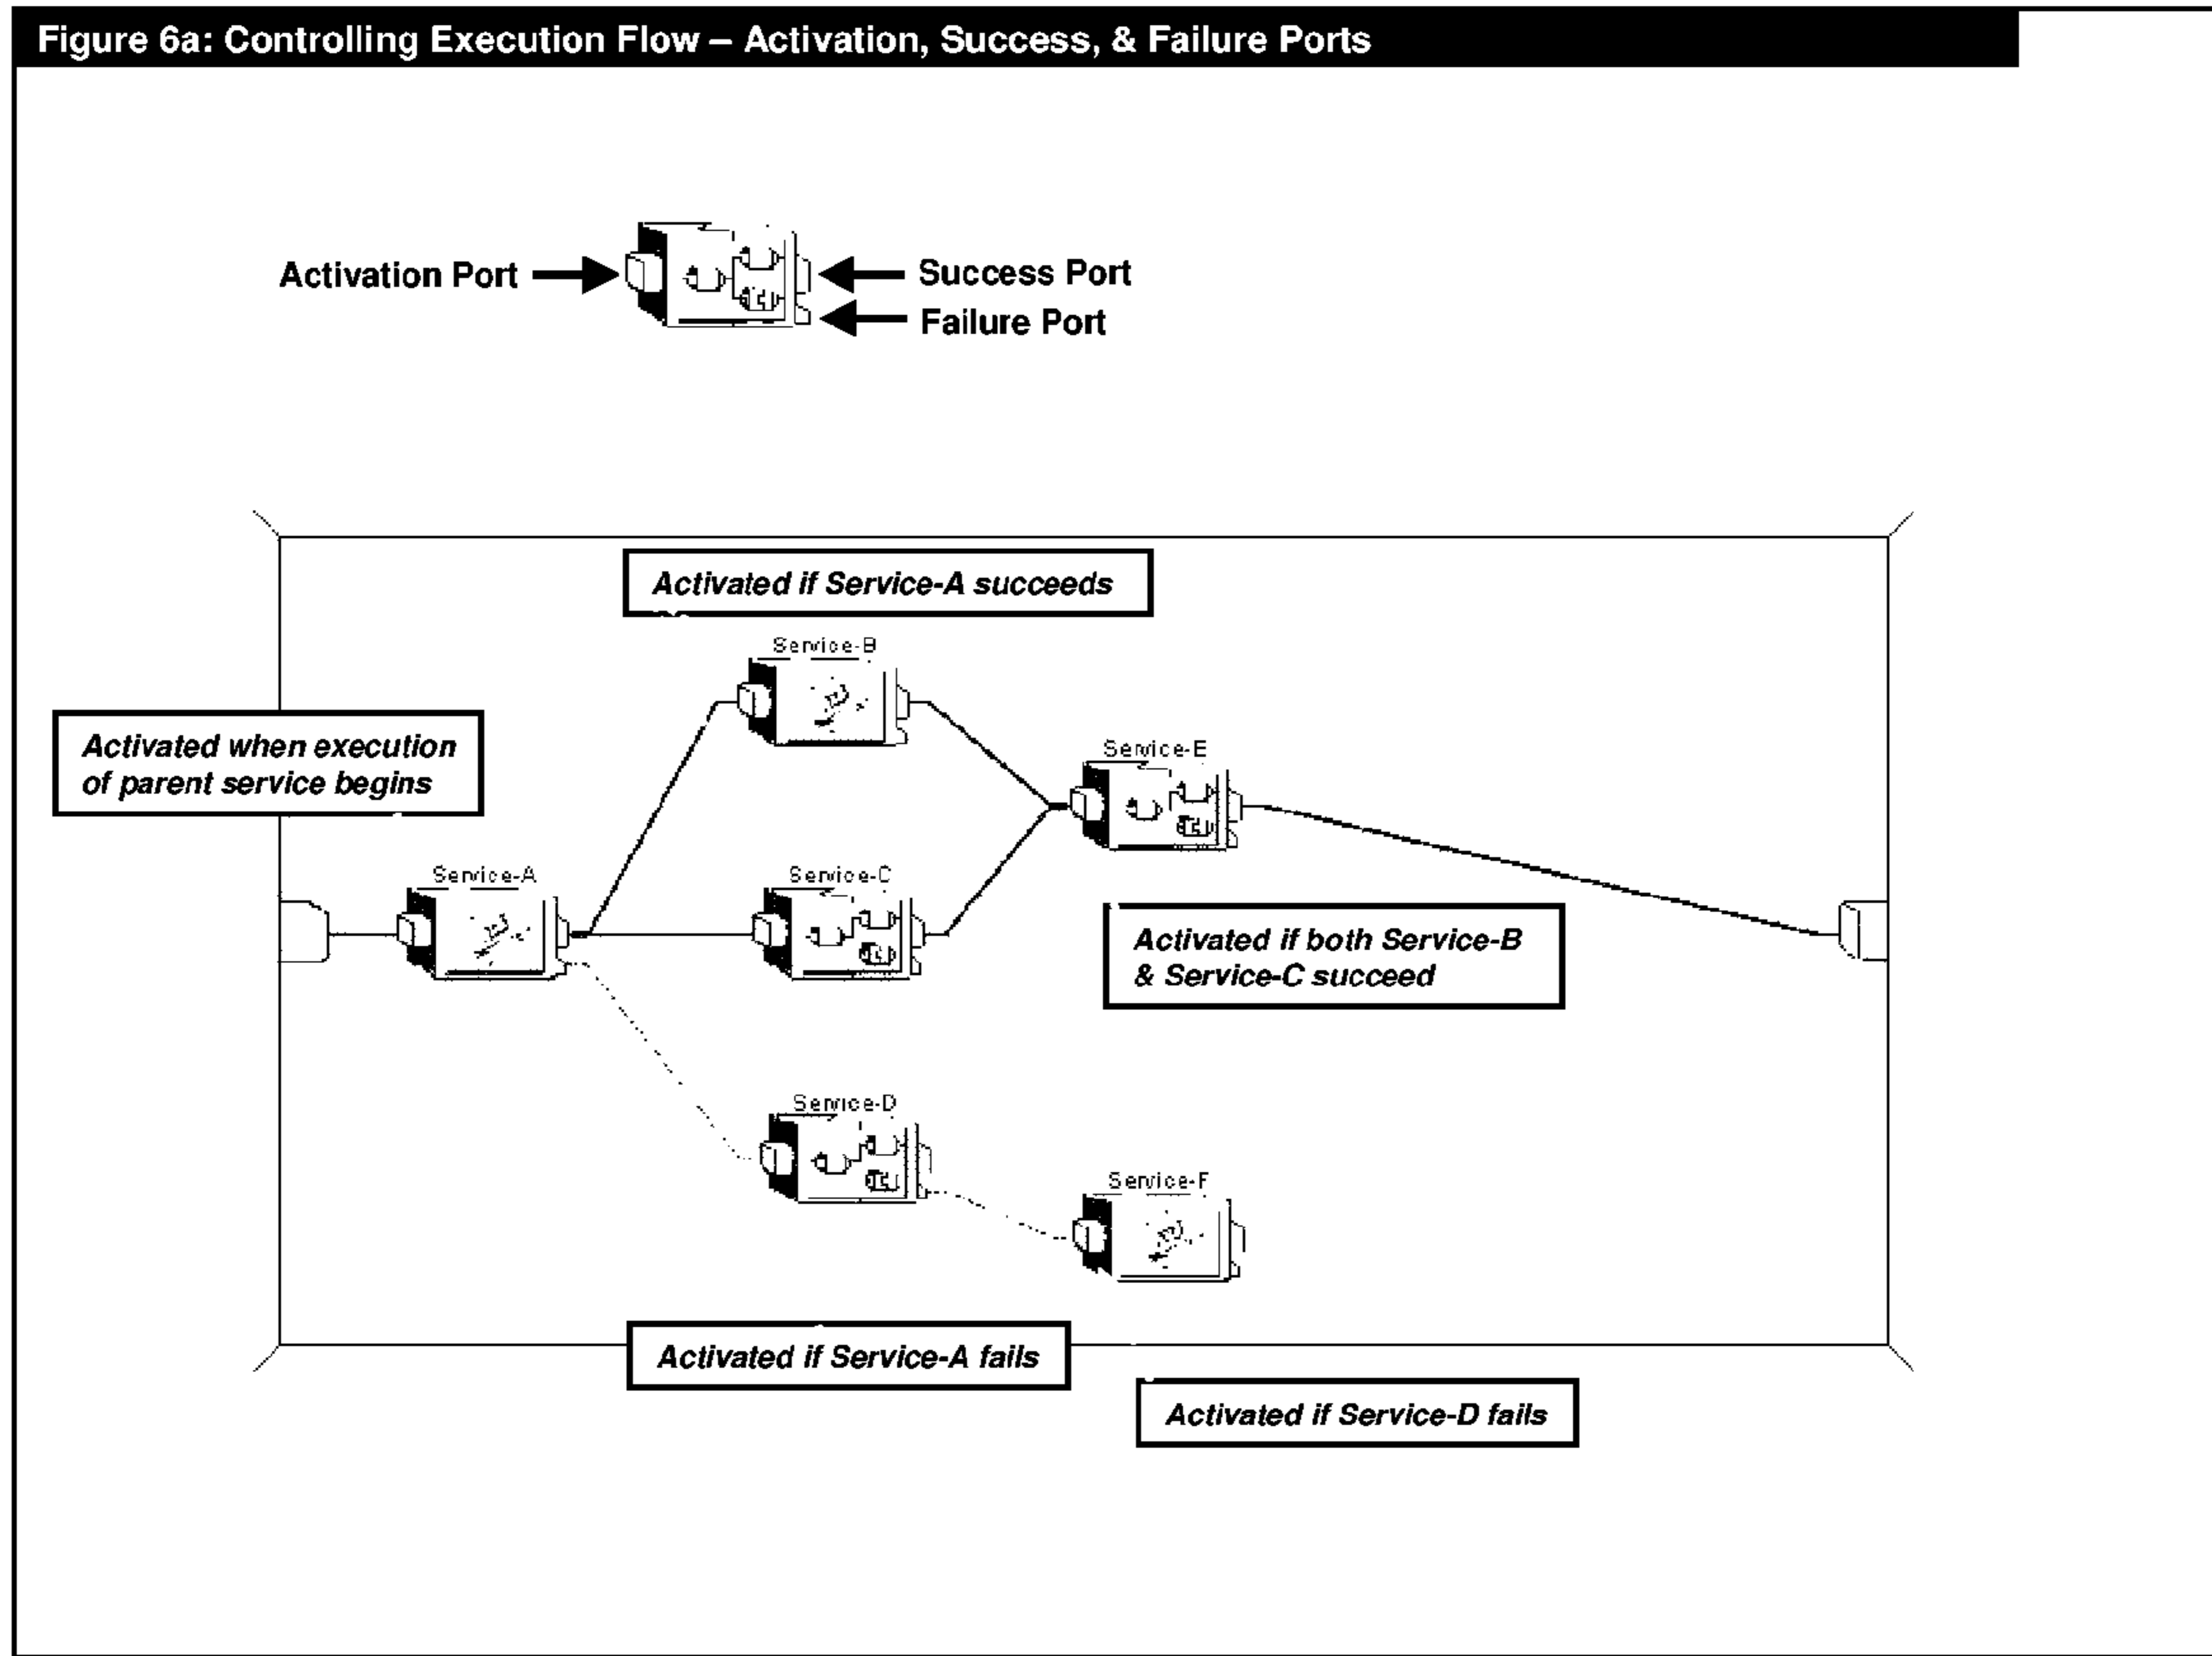 Figure 6a: Controlling Execution Flow – Activation, Success, & Failure Ports
Activation Port
Success Port
Failure Port
Activated if Service-A succeeds
Service-B
Activated when execution
of parent service begins
Service-E
Service-A
Service-C
Activated if both Service-B
& Service-C succeed
Service-D
Service-F
Activated if Service-A fails
Activated if Service-D fails